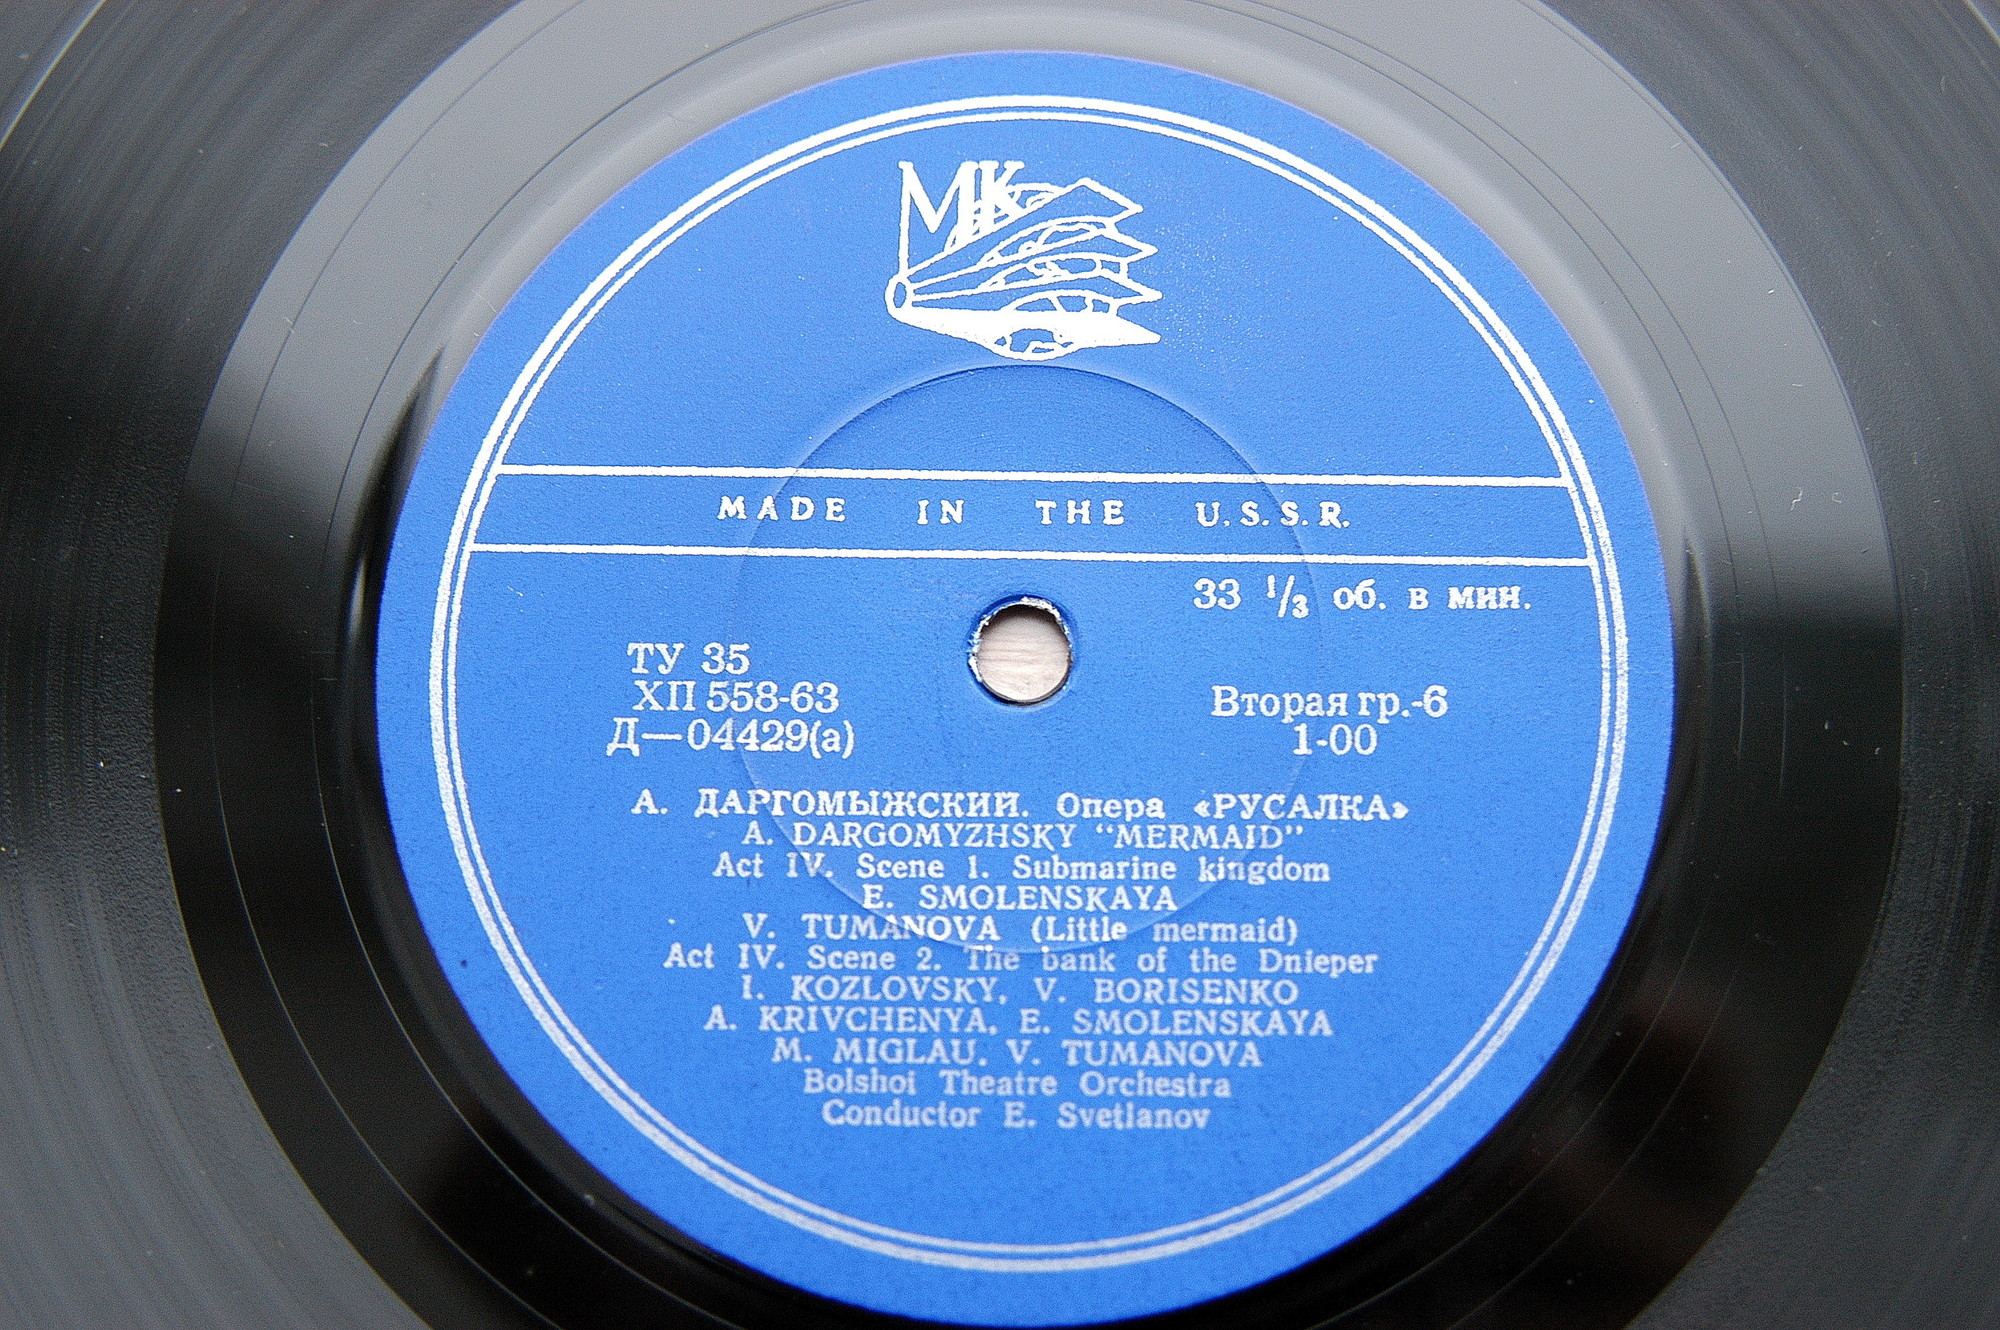 МК
MADE IN THE U.S.S.R.
33 1/3 об. в мин.
ТУ 35
ХП 558-63
Д—04429(а)
Вторая гр.-6
1-00
А. ДАРГОМЫЖСКИЙ. Опера «РУСАЛКА»
A. DARGOMYZHSKY “MERMAID”
Act IV. Scene 1. Submarine kingdom
E. SMOLENSKAYA
V. TUMANOVA (Little mermaid)
Act IV. Scene 2. The bank of the Dnieper
I. KOZLOVSKY, V. BORISENKO
A. KRIVCHENYA, E. SMOLENSKAYA
M. MIGLAU. V. TUMANOVA
Bolshoi Theatre Orchestra
Conductor E. Svetlanov